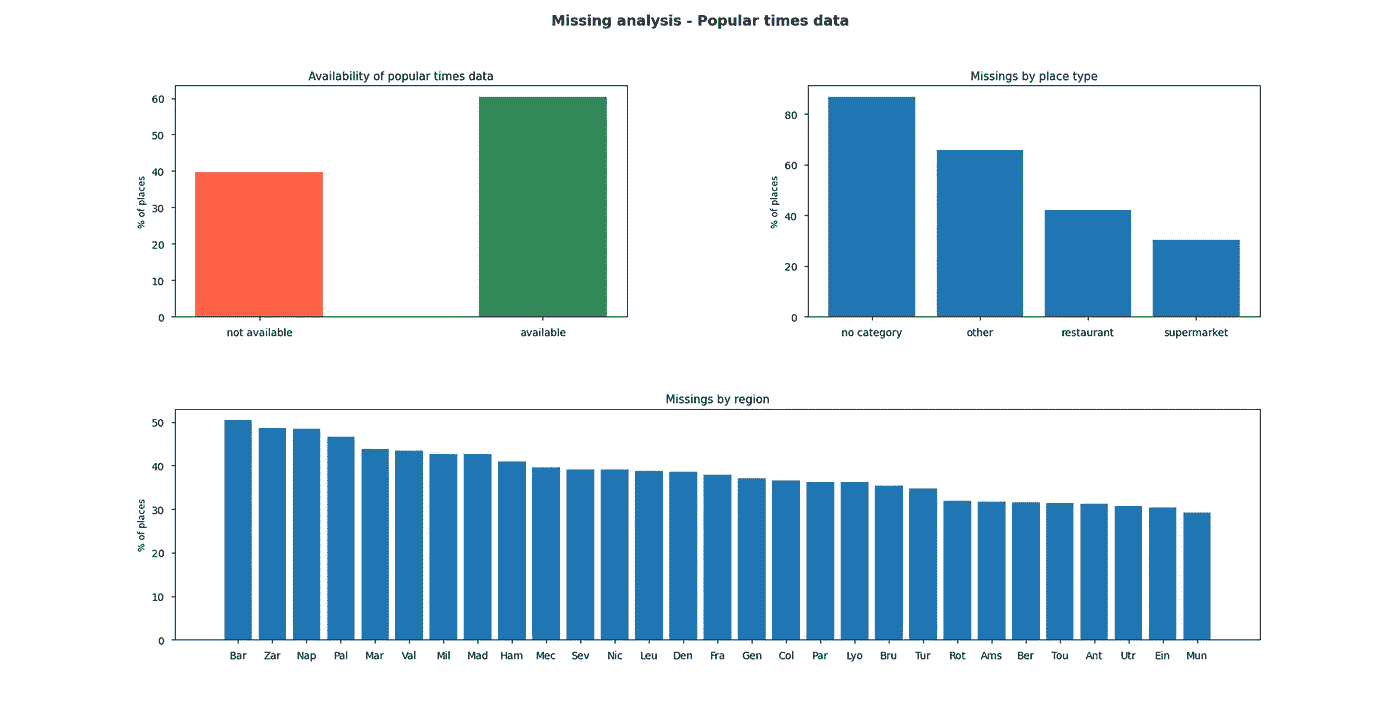 Missing analysis - Popular times data
Availability of popular times data
% of places
60
50
40
30
20
10
0
not available available
Missings by place type
% of places
80
60
40
20
0
no category other restaurant supermarket
Missings by region
% of places
50
40
30
20
10
0
Bar Zar Nap Pal Mar Val Mil Mad Ham Mec Sev Nic Leu Den Fra Gen Col Par Lyo Bru Tur Rot Ams Ber Tou Ant Utr Ein Mun